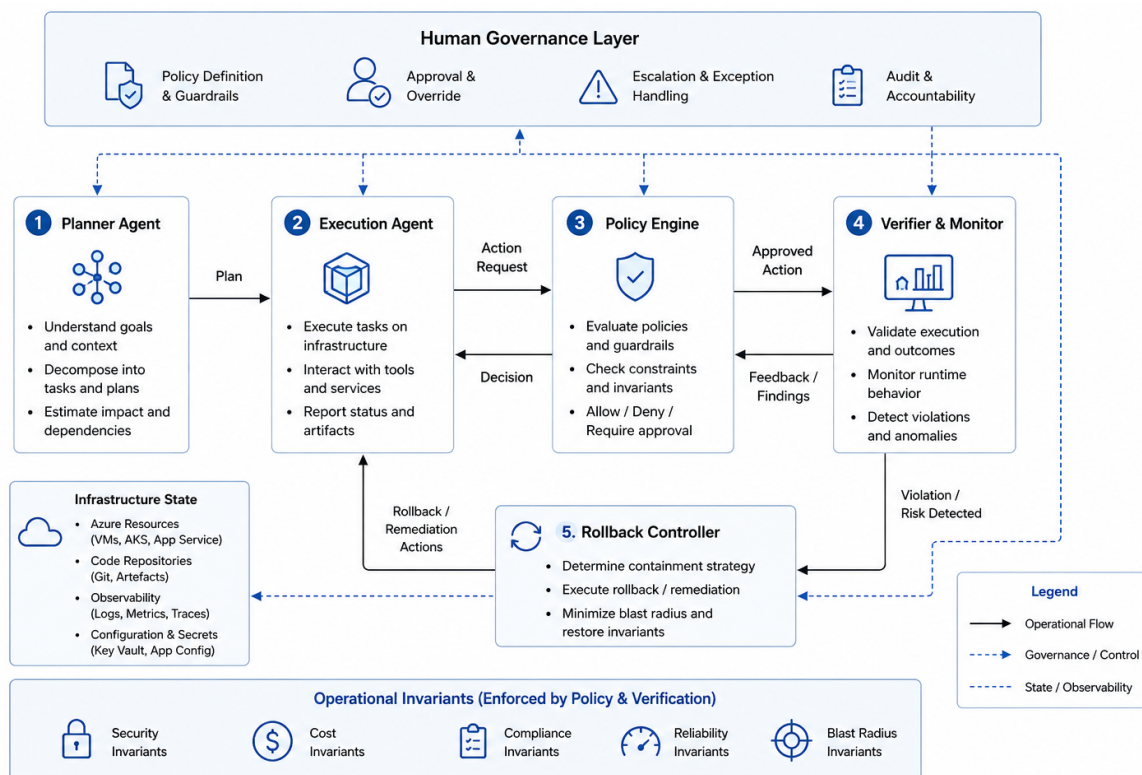 Human Governance Layer
Policy Definition
& Guardrails
Approval &
Override
Escalation & Exception
Handling
Audit &
Accountability
1 Planner Agent
• Understand goals
and context
• Decompose into
tasks and plans
• Estimate impact and
dependencies
Plan
2 Execution Agent
• Execute tasks on
infrastructure
• Interact with tools
and services
• Report status and
artifacts
Action
Request
Decision
3 Policy Engine
• Evaluate policies
and guardrails
• Check constraints
and invariants
• Allow / Deny /
Require approval
Approved
Action
Feedback /
Findings
4 Verifier & Monitor
• Validate execution
and outcomes
• Monitor runtime
behavior
• Detect violations
and anomalies
Infrastructure State
• Azure Resources
(VMs, AKS, App Service)
• Code Repositories
(Git, Artefacts)
• Observability
(Logs, Metrics, Traces)
• Configuration & Secrets
(Key Vault, App Config)
Rollback /
Remediation
Actions
5. Rollback Controller
• Determine containment strategy
• Execute rollback / remediation
• Minimize blast radius and
restore invariants
Violation /
Risk Detected
Legend
Operational Flow
Governance / Control
State / Observability
Operational Invariants (Enforced by Policy & Verification)
Security
Invariants
Cost
Invariants
Compliance
Invariants
Reliability
Invariants
Blast Radius
Invariants